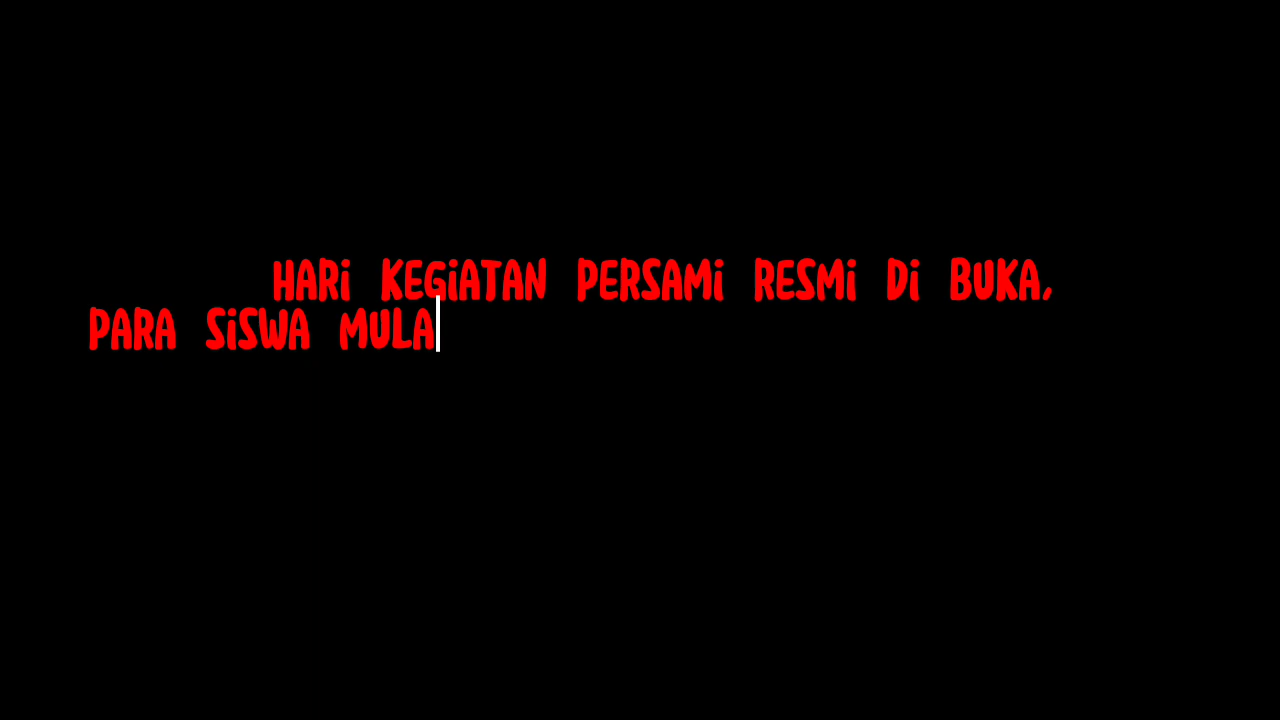 HARi KEGiATAN PERSAMi RESMi Di BUKA,
PARA SiSWA MULA